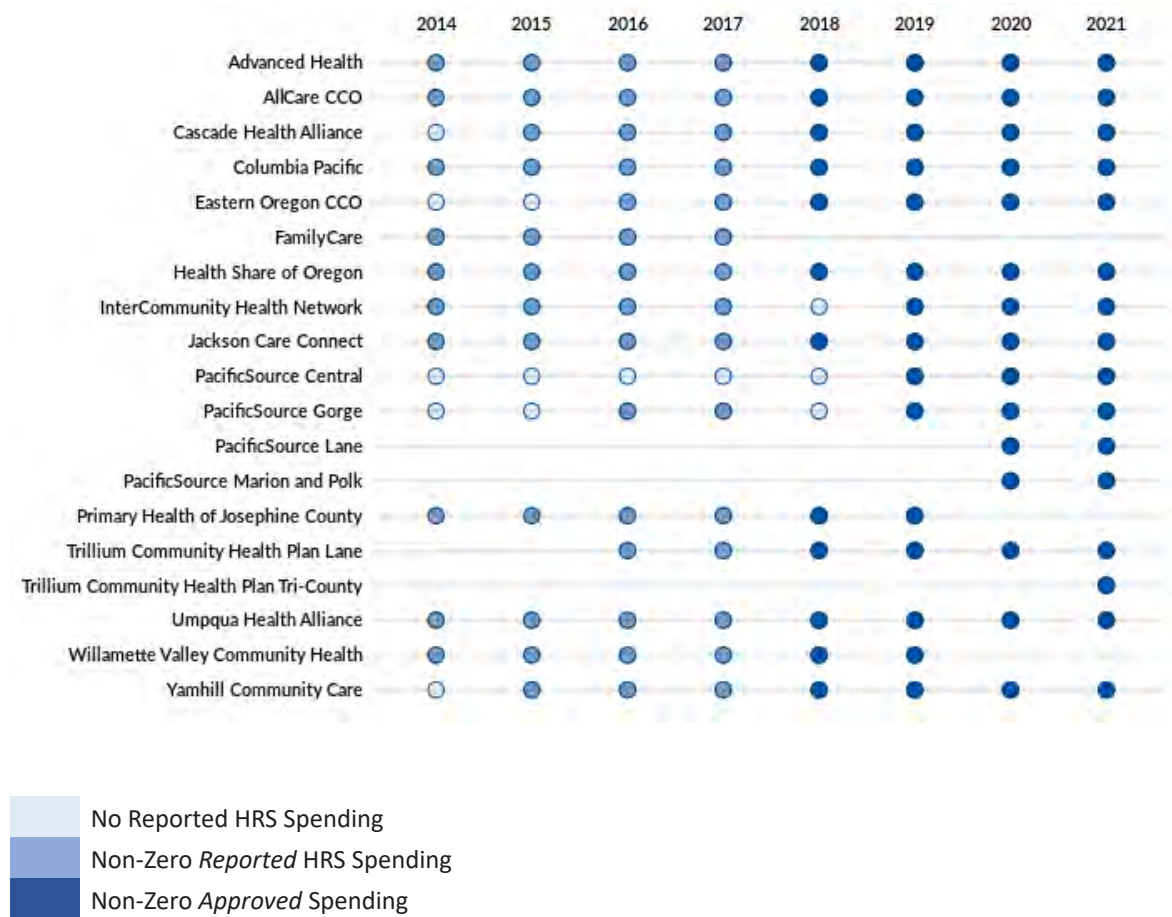 2014 2015 2016 2017 2018 2019 2020 2021
Advanced Health
AllCare CCO
Cascade Health Alliance
Columbia Pacific
Eastern Oregon CCO
FamilyCare
Health Share of Oregon
InterCommunity Health Network
Jackson Care Connect
PacificSource Central
PacificSource Gorge
PacificSource Lane
PacificSource Marion and Polk
Primary Health of Josephine County
Trillium Community Health Plan Lane
Trillium Community Health Plan Tri-County
Umpqua Health Alliance
Willamette Valley Community Health
Yamhill Community Care
No Reported HRS Spending
Non-Zero Reported HRS Spending
Non-Zero Approved Spending